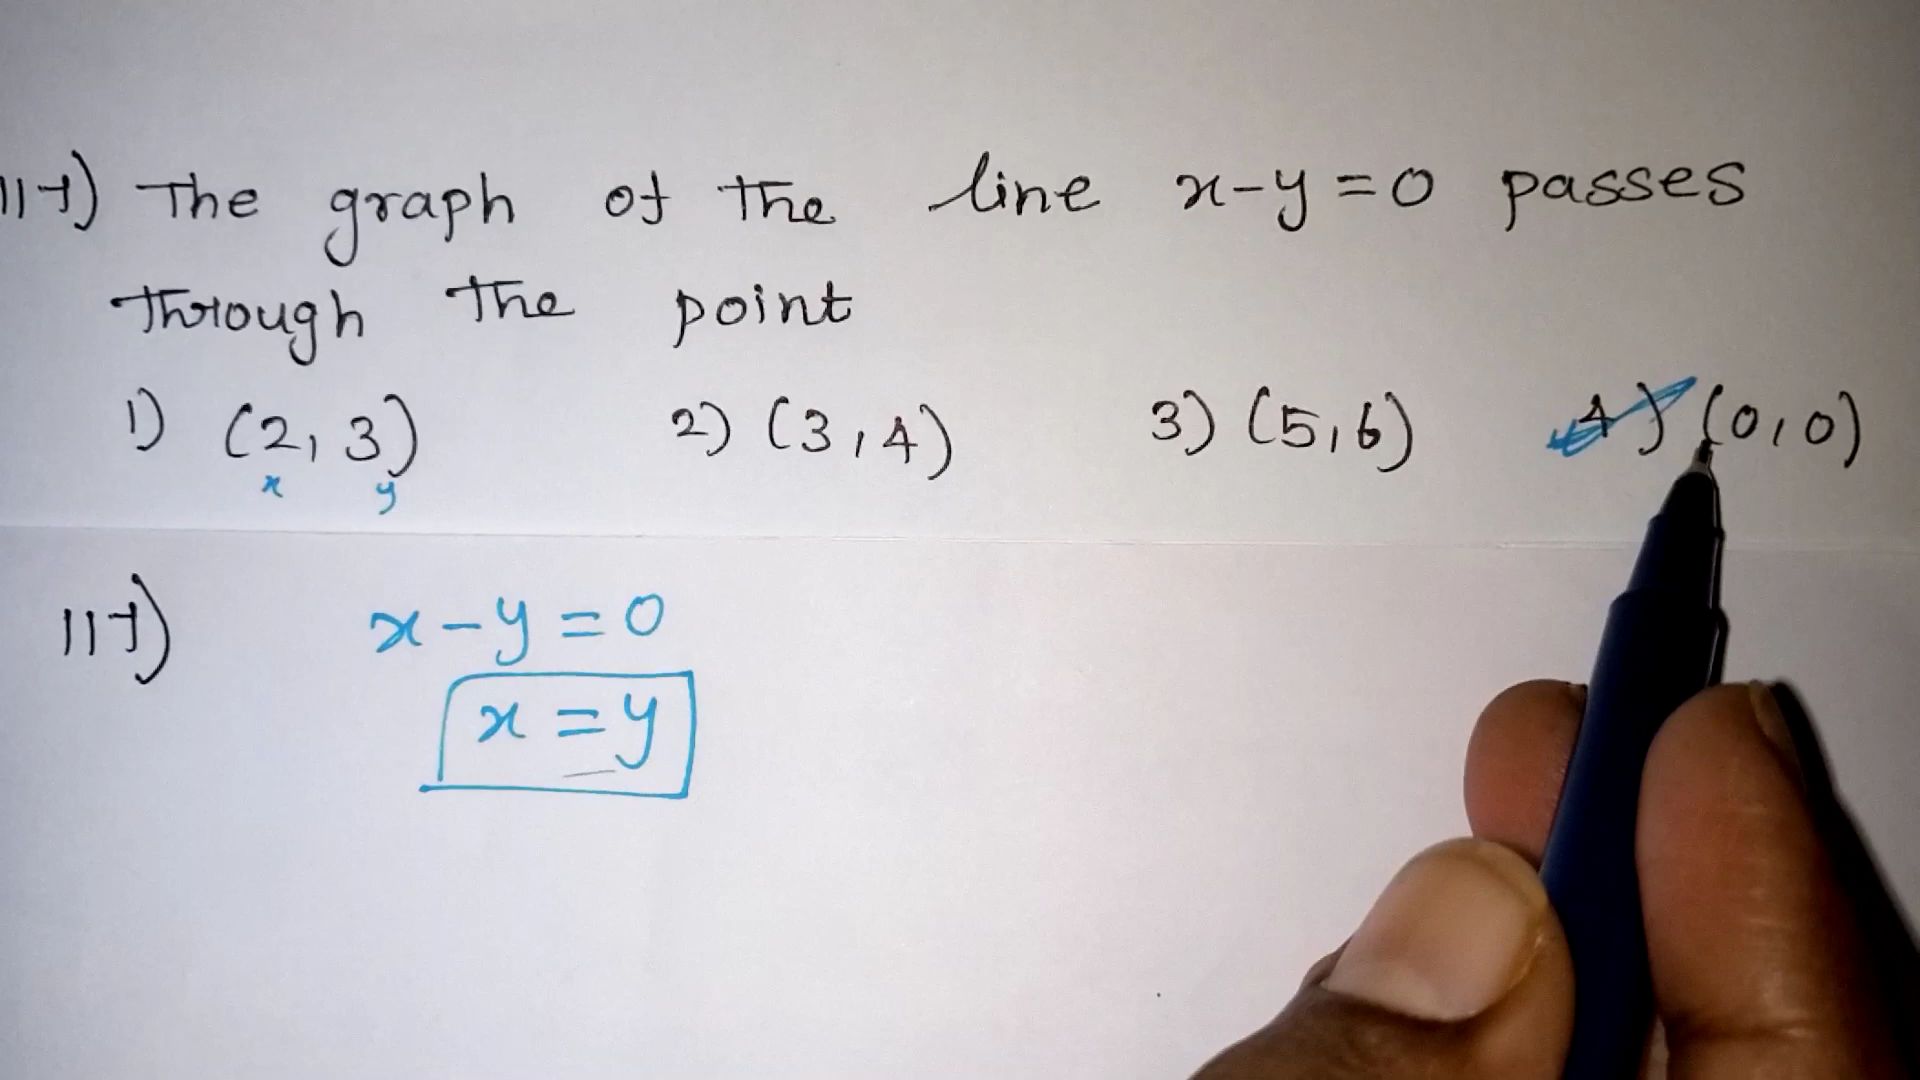 117) The graph of the line x-y=0 passes
through the point
1) (2, 3) 2) (3, 4) 3) (5, 6) 4) (0, 0)
x y
117) x-y=0
x=y